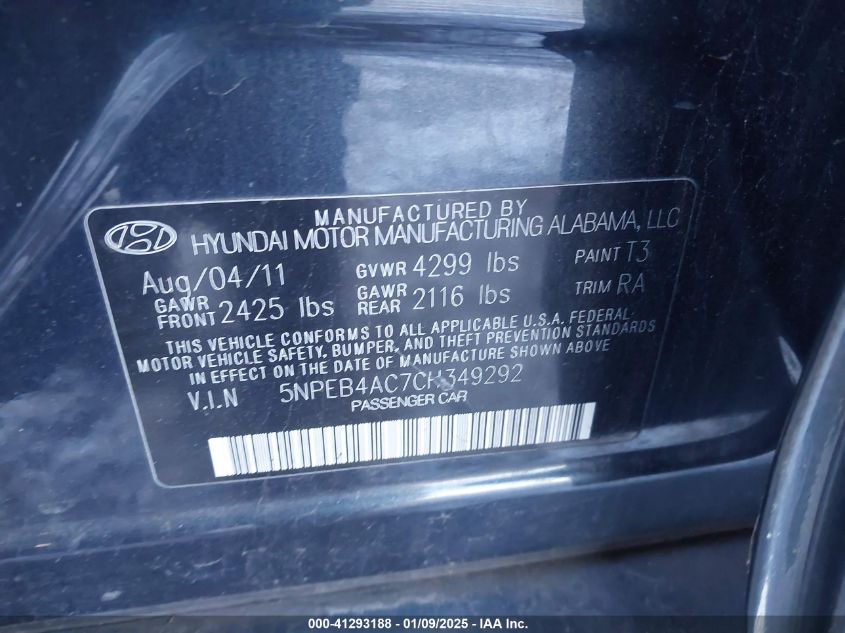 MANUFACTURED BY
HYUNDAI MOTOR MANUFACTURING ALABAMA, LLC
Aug/04/11 GVWR 4299 lbs PAINT T3
GAWR FRONT 2425 lbs GAWR REAR 2116 lbs TRIM RA
THIS VEHICLE CONFORMS TO ALL APPLICABLE U.S.A. FEDERAL
MOTOR VEHICLE SAFETY, BUMPER, AND THEFT PREVENTION STANDARDS
IN EFFECT ON THE DATE OF MANUFACTURE SHOWN ABOVE.
V.I.N 5NPEB4AC7CH349292
PASSENGER CAR
000-41293188 - 01/09/2025 - IAA Inc.